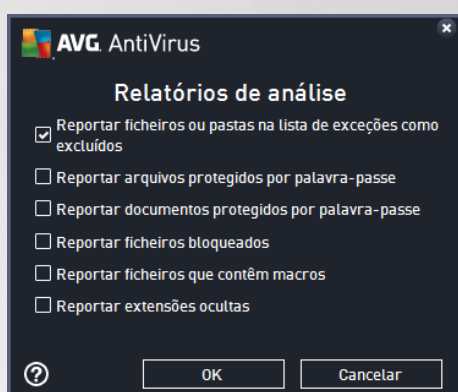 AVG. AntiVirus
Relatórios de análise
Reportar ficheiros ou pastas na lista de exceções como
excluídos
Reportar arquivos protegidos por palavra-passe
Reportar documentos protegidos por palavra-passe
Reportar ficheiros bloqueados
Reportar ficheiros que contêm macros
Reportar extensões ocultas
? OK Cancelar